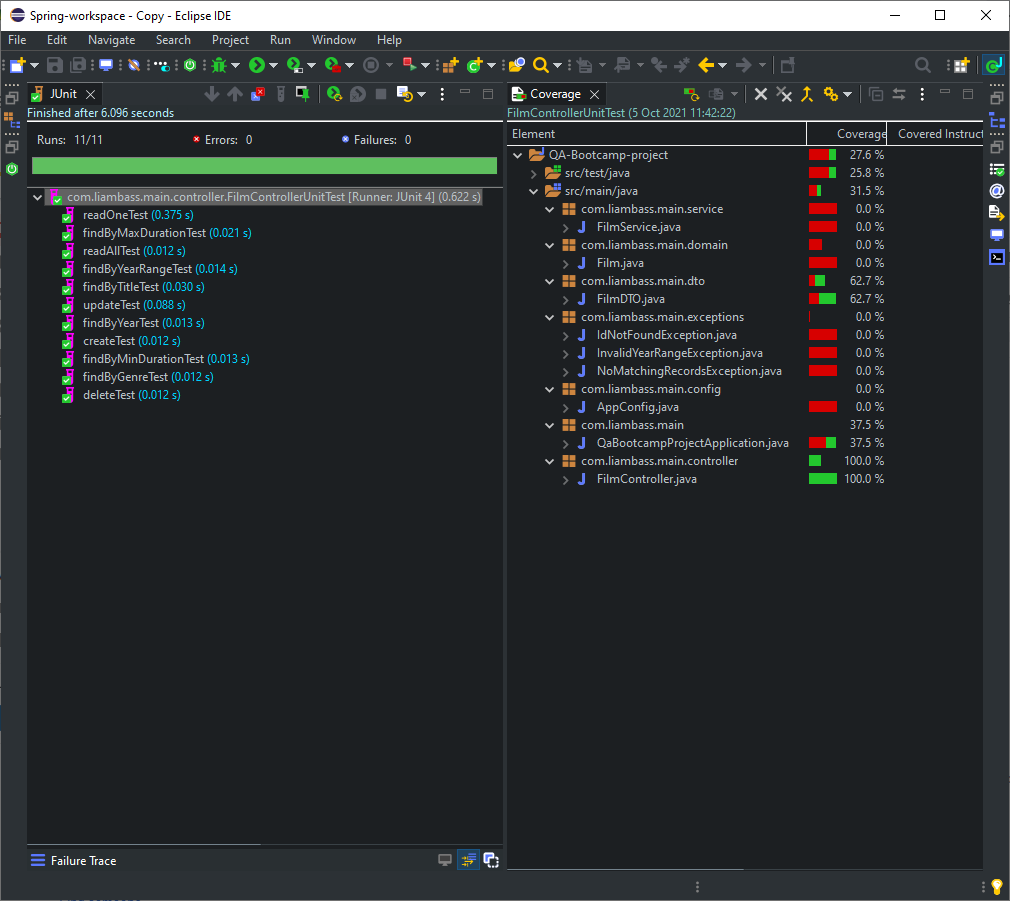 Spring-workspace - Copy - Eclipse IDE
File Edit Navigate Search Project Run Window Help
JUnit
Finished after 6.096 seconds
Runs: 11/11 Errors: 0 Failures: 0
com.liambass.main.controller.FilmControllerUnitTest [Runner: JUnit 4] (0.622 s)
readOneTest (0.375 s)
findByMaxDurationTest (0.021 s)
readAllTest (0.012 s)
findByYearRangeTest (0.014 s)
findByTitleTest (0.030 s)
updateTest (0.088 s)
findByYearTest (0.013 s)
createTest (0.012 s)
findByMinDurationTest (0.013 s)
findByGenreTest (0.012 s)
deleteTest (0.012 s)
Failure Trace
Coverage
FilmControllerUnitTest (5 Oct 2021 11:42:22)
Element Coverage Covered Instruct
QA-Bootcamp-project 27.6 %
src/test/java 25.8 %
src/main/java 31.5 %
com.liambass.main.service 0.0 %
FilmService.java 0.0 %
com.liambass.main.domain 0.0 %
Film.java 0.0 %
com.liambass.main.dto 62.7 %
FilmDTO.java 62.7 %
com.liambass.main.exceptions 0.0 %
IdNotFoundException.java 0.0 %
InvalidYearRangeException.java 0.0 %
NoMatchingRecordsException.java 0.0 %
com.liambass.main.config 0.0 %
AppConfig.java 0.0 %
com.liambass.main 37.5 %
QaBootcampProjectApplication.java 37.5 %
com.liambass.main.controller 100.0 %
FilmController.java 100.0 %